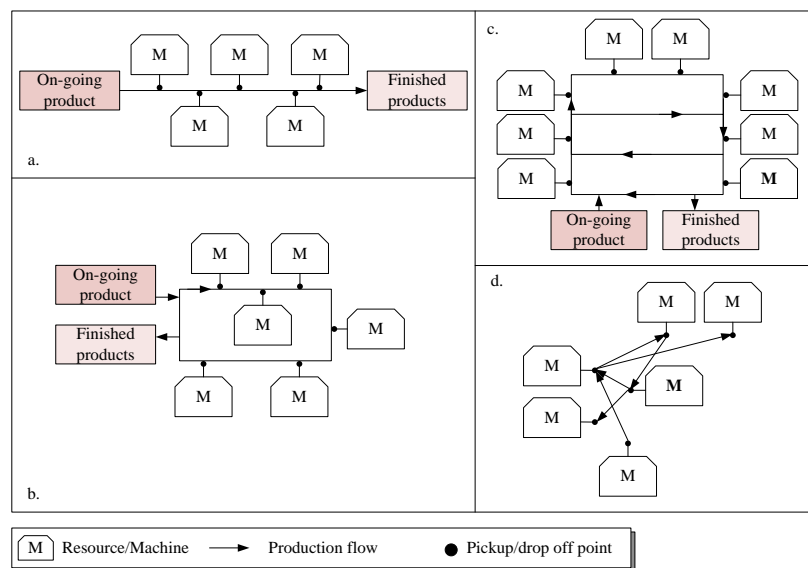 M M M
On-going
product
Finished
products
M M
a.
M M
On-going
product
M
Finished
products
M
M M
b.
c.
M M
M M
M M
M M
On-going
product
Finished
products
d.
M M
M
M
M
M
M Resource/Machine Production flow Pickup/drop off point